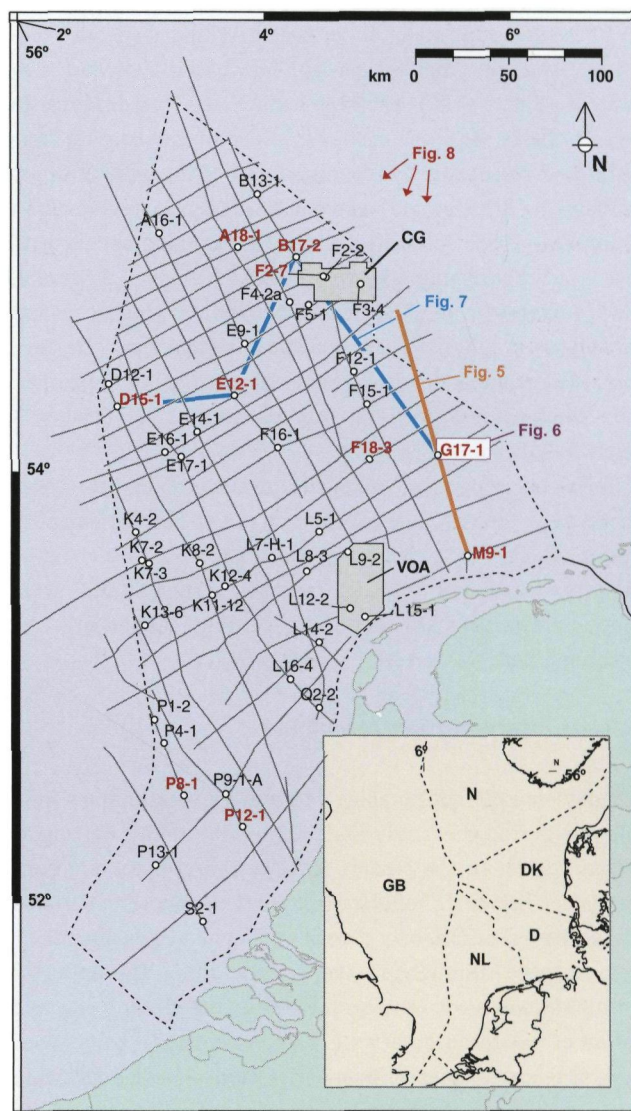 2º
4º
6º
56º
km
0
50
100
Fig. 8
N
B13-1
A16-1
A18-1
B17-2
F2-2
CG
F2-7
F4-2a
F5-1
F3-4
Fig. 7
E9-1
D12-1
F12-1
Fig. 5
D15-1
E12-1
F15-1
E14-1
Fig. 6
E16-1
E17-1
F16-1
F18-3
G17-1
54º
K4-2
L5-1
K7-2
K8-2
L7-H-1
L9-2
M9-1
K7-3
L8-3
VOA
K12-4
K11-12
L12-2
K13-6
L15-1
L14-2
L16-4
Q2-2
P1-2
P4-1
P8-1
P9-1-A
P12-1
P13-1
52º
S2-1
6º
N
56º
N
DK
GB
D
NL